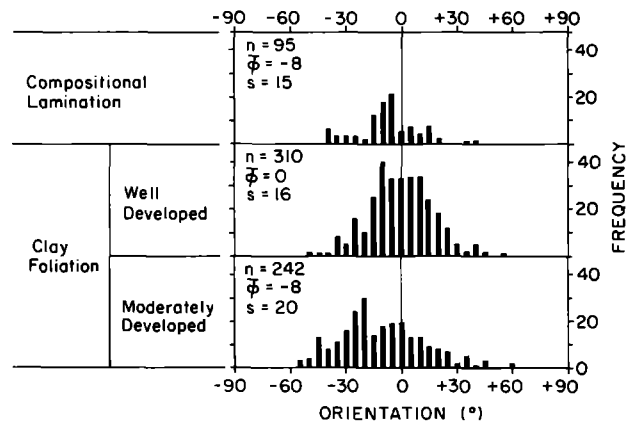 -90 -60 -30 0 +30 +60 +90
Compositional
Lamination
n = 95
φ̅ = -8
s = 15
40
20
Clay
Foliation
Well
Developed
n = 310
φ̅ = 0
s = 16
40
20
Moderately
Developed
n = 242
φ̅ = -8
s = 20
40
20
0
FREQUENCY
-90 -60 -30 0 +30 +60 +90
ORIENTATION (°)